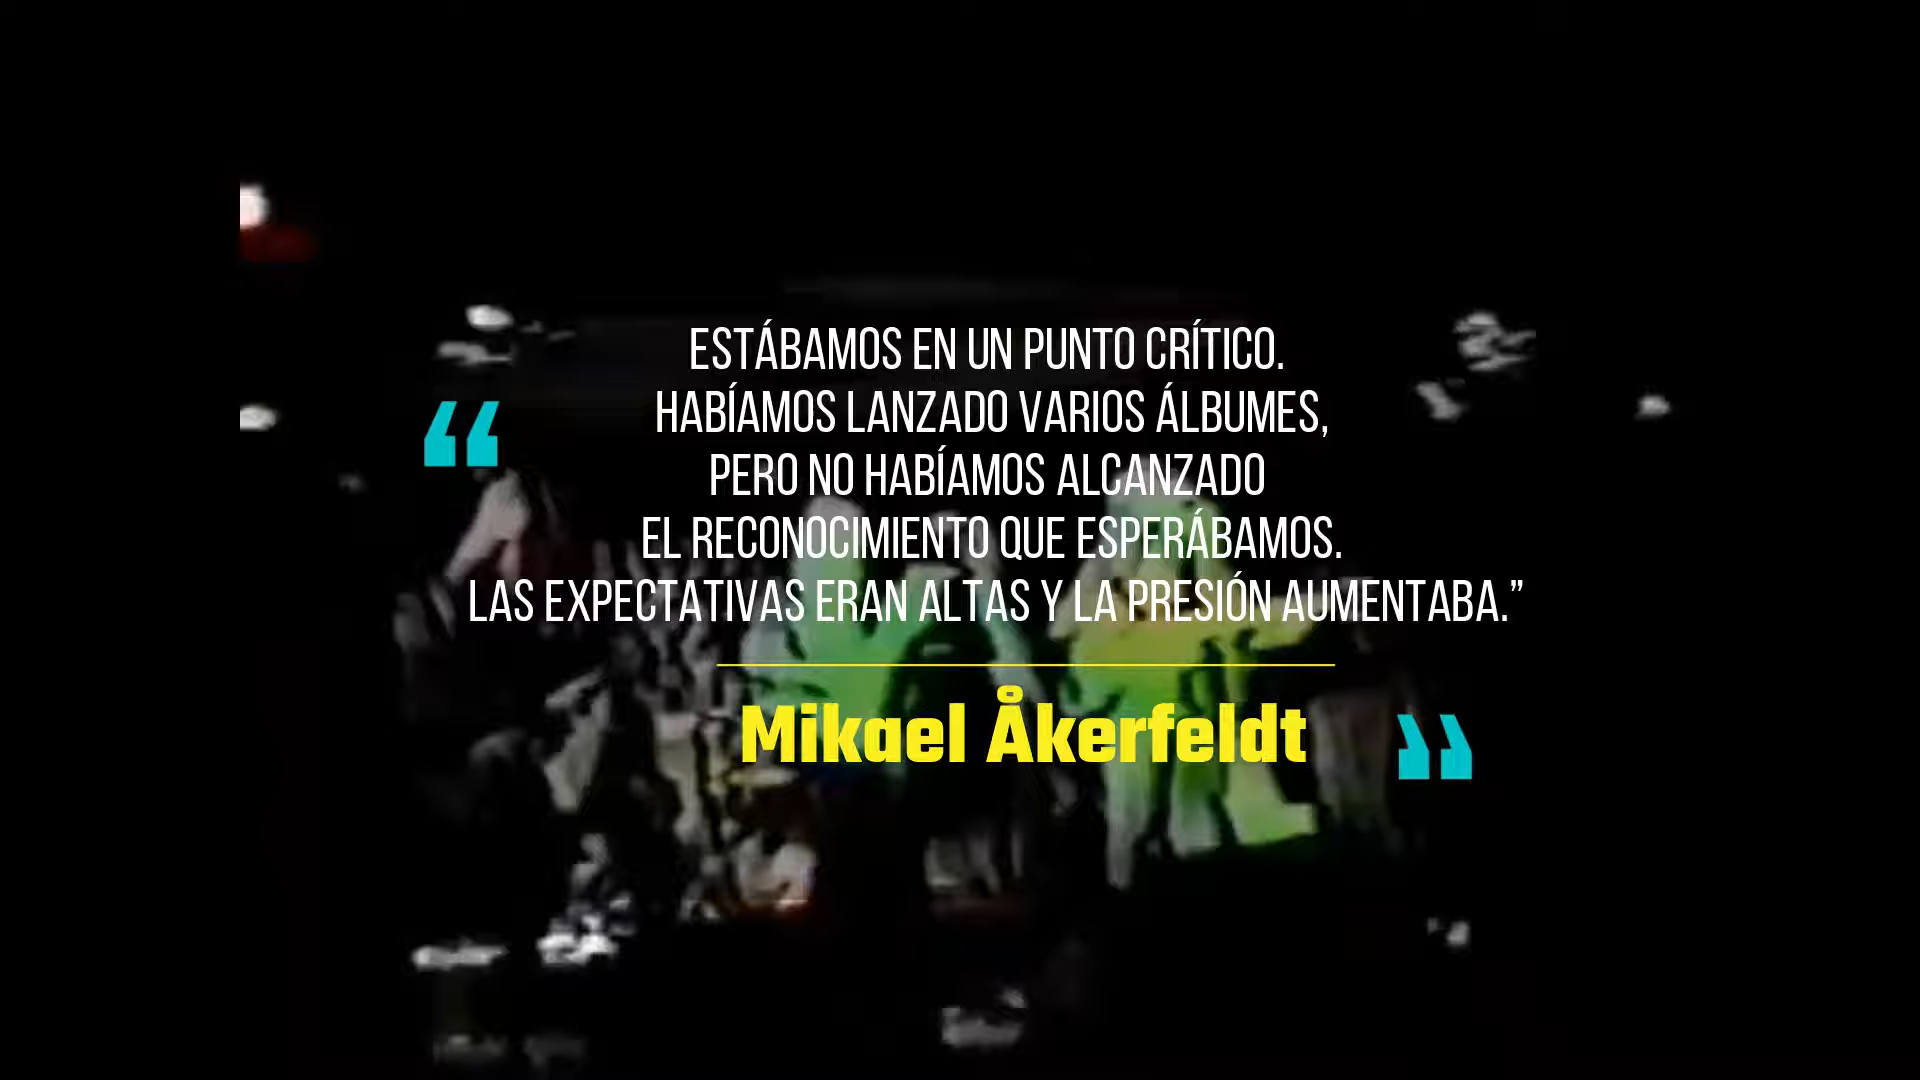 “
ESTÁBAMOS EN UN PUNTO CRÍTICO.
HABÍAMOS LANZADO VARIOS ÁLBUMES,
PERO NO HABÍAMOS ALCANZADO
EL RECONOCIMIENTO QUE ESPERÁBAMOS.
LAS EXPECTATIVAS ERAN ALTAS Y LA PRESIÓN AUMENTABA.”
Mikael Åkerfeldt
”